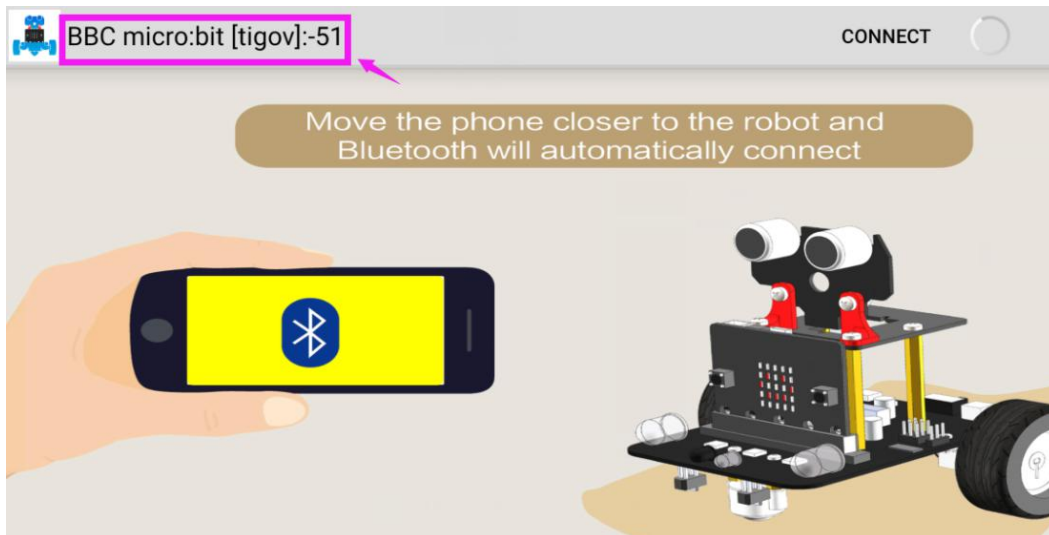 BBC micro:bit [tigov]:-51
CONNECT
Move the phone closer to the robot and
Bluetooth will automatically connect